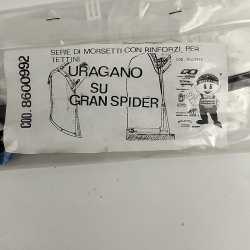 SERIE DI MORSETTI CON RINFORZI, PER
TETTINI
URAGANO
SU
GRAN SPIDER
COD. 8600992